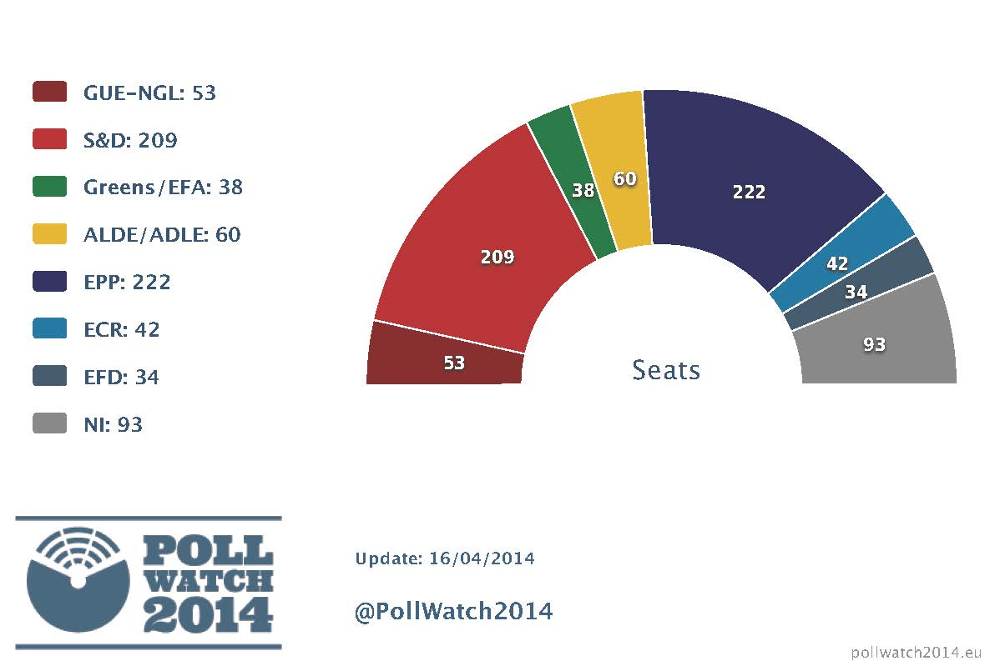 GUE-NGL: 53
S&D: 209
Greens/EFA: 38
ALDE/ADLE: 60
EPP: 222
ECR: 42
EFD: 34
NI: 93
53
209
38
60
222
42
34
93
Seats
POLL
WATCH
2014
Update: 16/04/2014
@PollWatch2014
pollwatch2014.eu